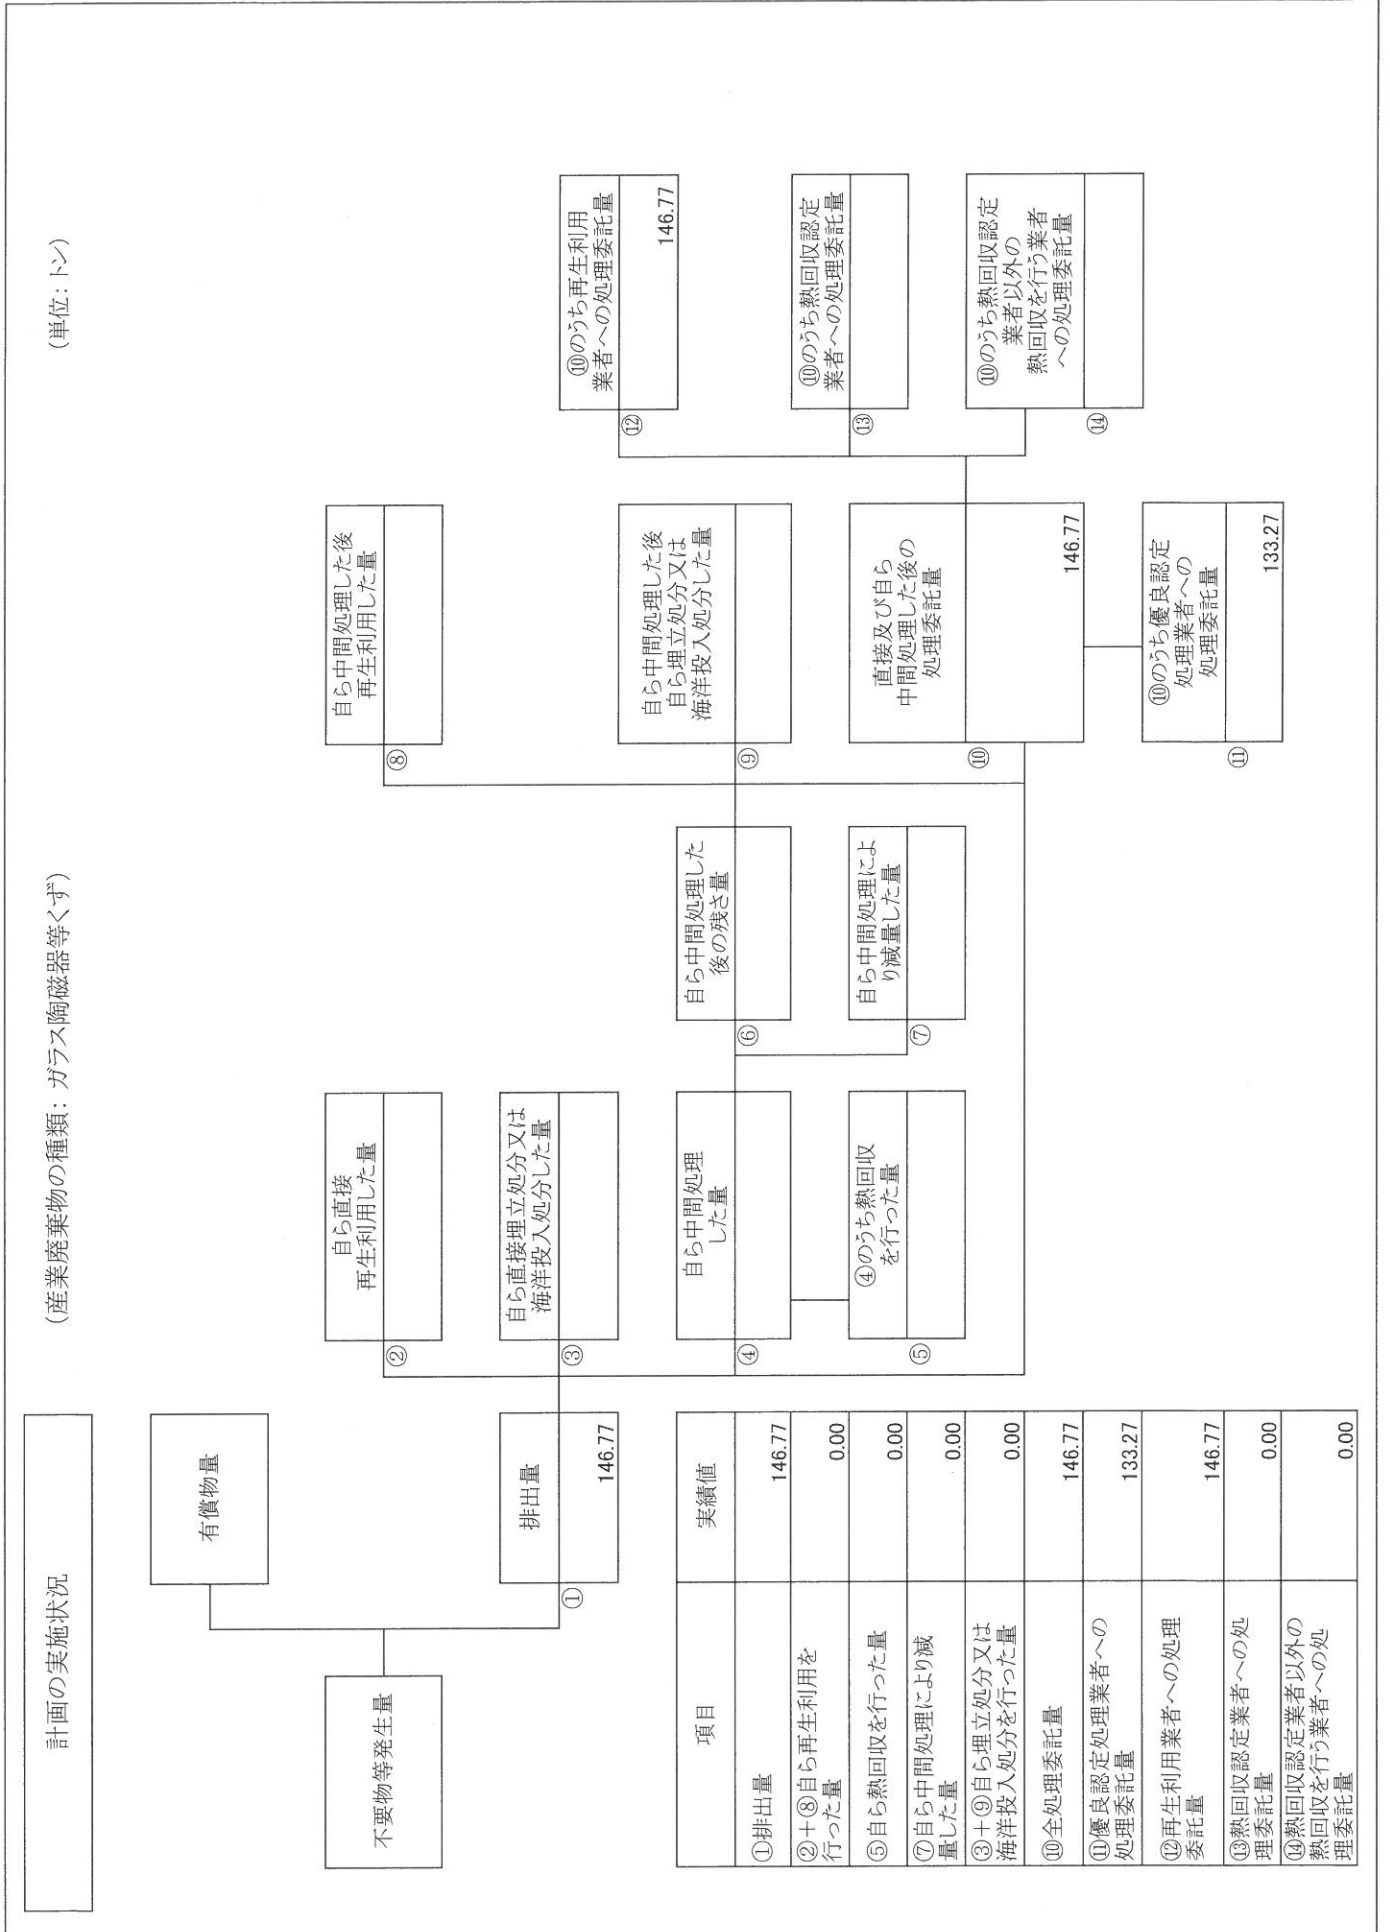 計画の実施状況
(産業廃棄物の種類: ガラス陶磁器等くず)
(単位: トン)
有償物量
不要物等発生量
①
排出量
146.77
②
自ら直接
再生利用した量
③
自ら直接埋立処分又は
海洋投入処分した量
④
自ら中間処理
した量
⑤
④のうち熱回収
を行った量
⑥
自ら中間処理した
後の残さ量
⑦
自ら中間処理によ
り減量した量
⑧
自ら中間処理した後
再生利用した量
⑨
自ら中間処理した後
自ら埋立処分又は
海洋投入処分した量
⑩
直接及び自ら
中間処理した後の
処理委託量
146.77
⑪
⑩のうち優良認定
処理業者への
処理委託量
133.27
⑫
⑩のうち再生利用
業者への処理委託量
146.77
⑬
⑩のうち熱回収認定
業者への処理委託量
⑭
⑩のうち熱回収認定
業者以外の
熱回収を行う業者
への処理委託量
項目 実績値
①排出量 146.77
②+⑧自ら再生利用を
行った量 0.00
⑤自ら熱回収を行った量 0.00
⑦自ら中間処理により減
量した量 0.00
③+⑨自ら埋立処分又は
海洋投入処分を行った量 0.00
⑩全処理委託量 146.77
⑪優良認定処理業者への
処理委託量 133.27
⑫再生利用業者への処理
委託量 146.77
⑬熱回収認定業者への処
理委託量 0.00
⑭熱回収認定業者以外の
熱回収を行う業者への処
理委託量 0.00